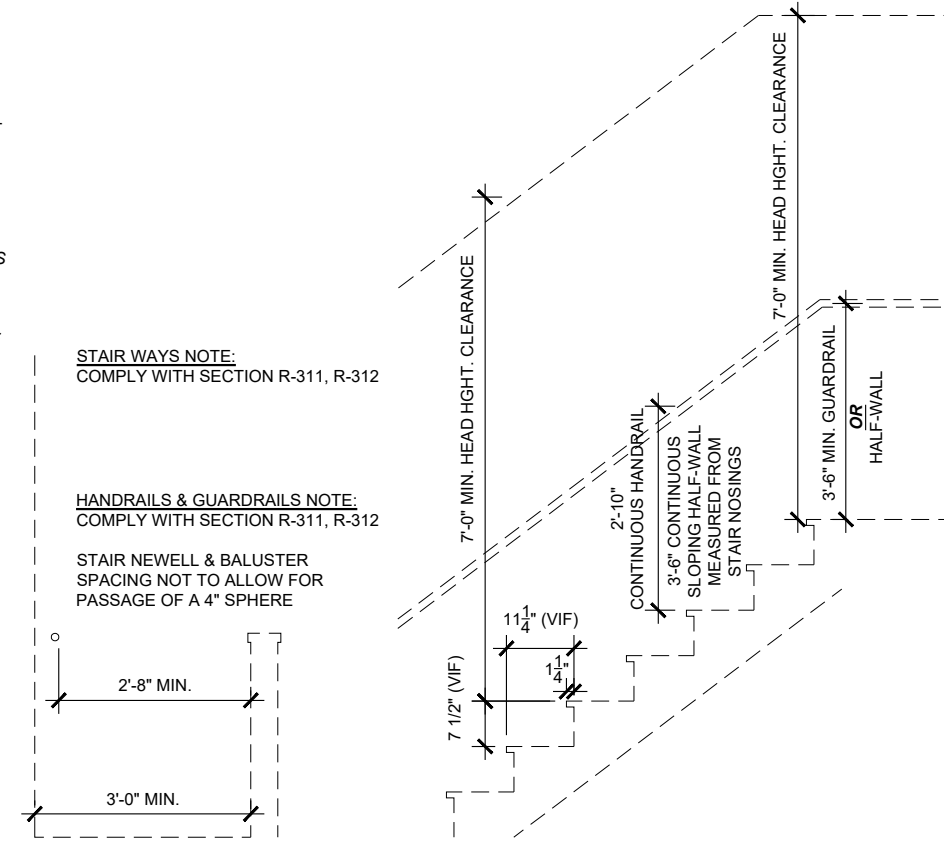 STAIR WAYS NOTE:
COMPLY WITH SECTION R-311, R-312
HANDRAILS & GUARDRAILS NOTE:
COMPLY WITH SECTION R-311, R-312
STAIR NEWELL & BALUSTER
SPACING NOT TO ALLOW FOR
PASSAGE OF A 4" SPHERE
2'-8" MIN.
3'-0" MIN.
7'-0" MIN. HEAD HGHT. CLEARANCE
7 1/2" (VIF)
11 1/4" (VIF)
1 1/4"
2'-10"
CONTINUOUS HANDRAIL
3'-6" CONTINUOUS
SLOPING HALF-WALL
MEASURED FROM
STAIR NOSINGS
7'-0" MIN. HEAD HGHT. CLEARANCE
3'-6" MIN. GUARDRAIL
OR
HALF-WALL
S